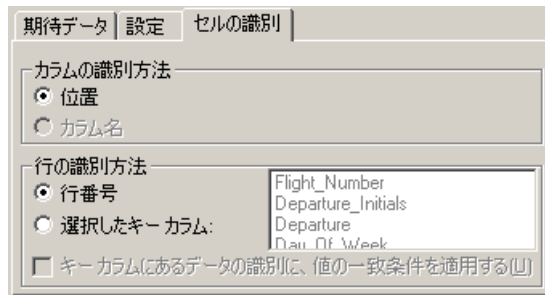 期待データ 設定 セルの識別
カラムの識別方法
位置
カラム名
行の識別方法
行番号
選択したキー カラム:
Flight_Number
Departure_Initials
Departure
Day_Of_Week
キー カラムにあるデータの識別に、値の一致条件を適用する(U)